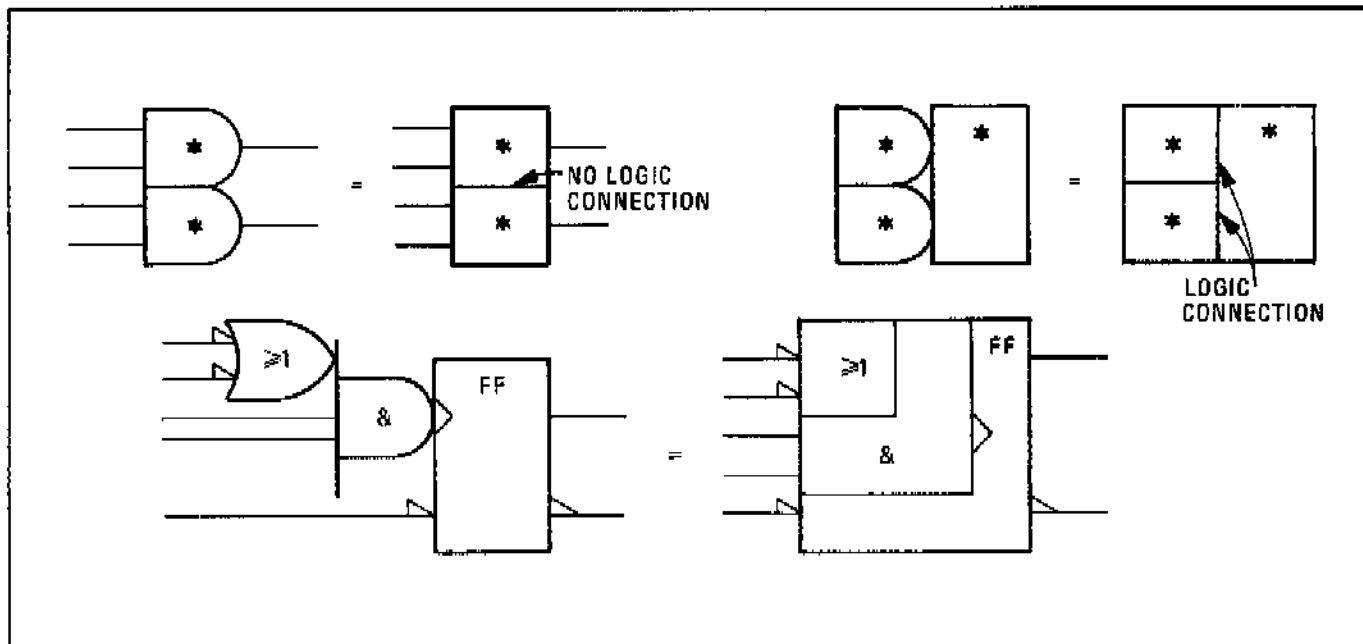 * = * NO LOGIC
CONNECTION
* *
* * = * *
* *
LOGIC
CONNECTION
≥1 & FF
=
≥1 & FF